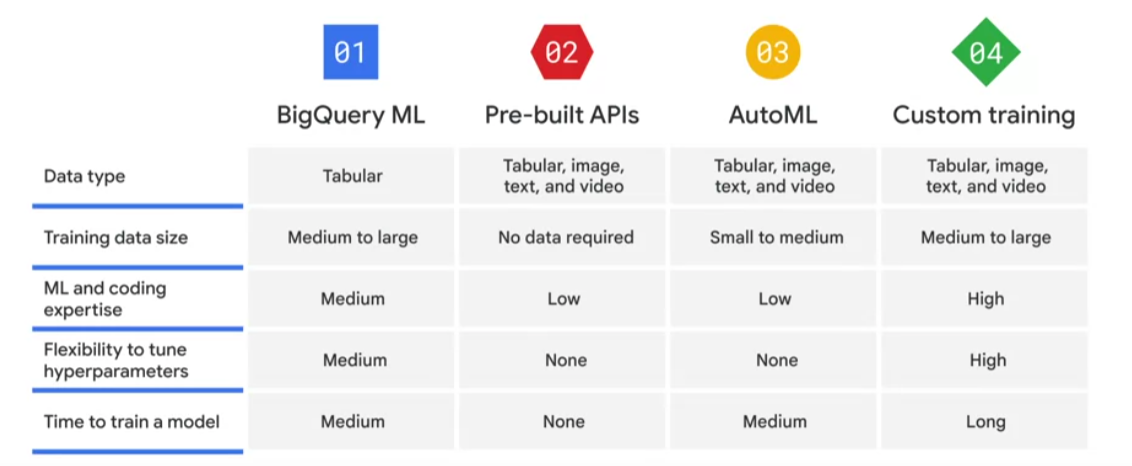 01 02 03 04
BigQuery ML Pre-built APIs AutoML Custom training
Data type Tabular Tabular, image, Tabular, image, Tabular, image,
text, and video text, and video text, and video
Training data size Medium to large No data required Small to medium Medium to large
ML and coding
expertise Medium Low Low High
Flexibility to tune
hyperparameters Medium None None High
Time to train a model Medium None Medium Long